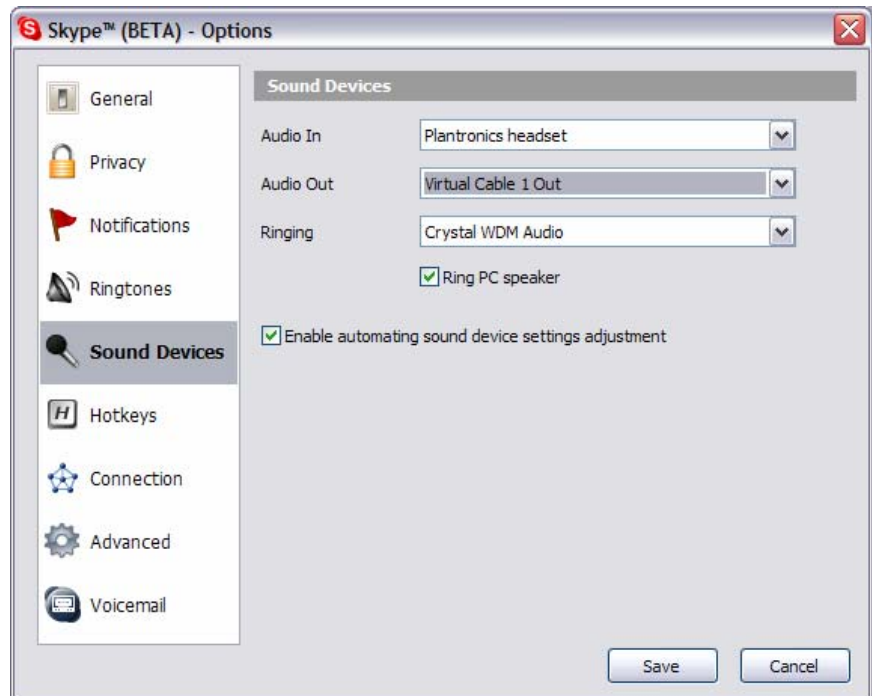 Skype™ (BETA) - Options
General
Privacy
Notifications
Ringtones
Sound Devices
H Hotkeys
Connection
Advanced
Voicemail
Sound Devices
Audio In Plantronics headset
Audio Out Virtual Cable 1 Out
Ringing Crystal WDM Audio
Ring PC speaker
Enable automating sound device settings adjustment
Save Cancel